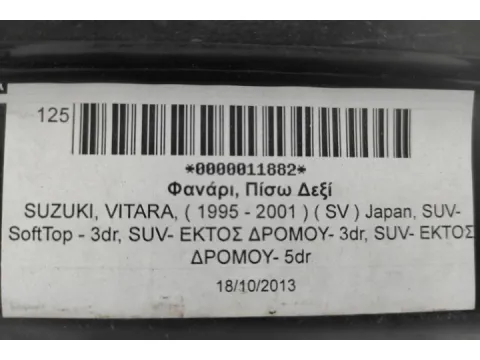 125
*0000011882*
Φανάρι, Πίσω Δεξί
SUZUKI, VITARA, ( 1995 - 2001 ) ( SV ) Japan, SUV-
SoftTop - 3dr, SUV- ΕΚΤΟΣ ΔΡΟΜΟΥ- 3dr, SUV- ΕΚΤΟΣ
ΔΡΟΜΟΥ- 5dr
18/10/2013